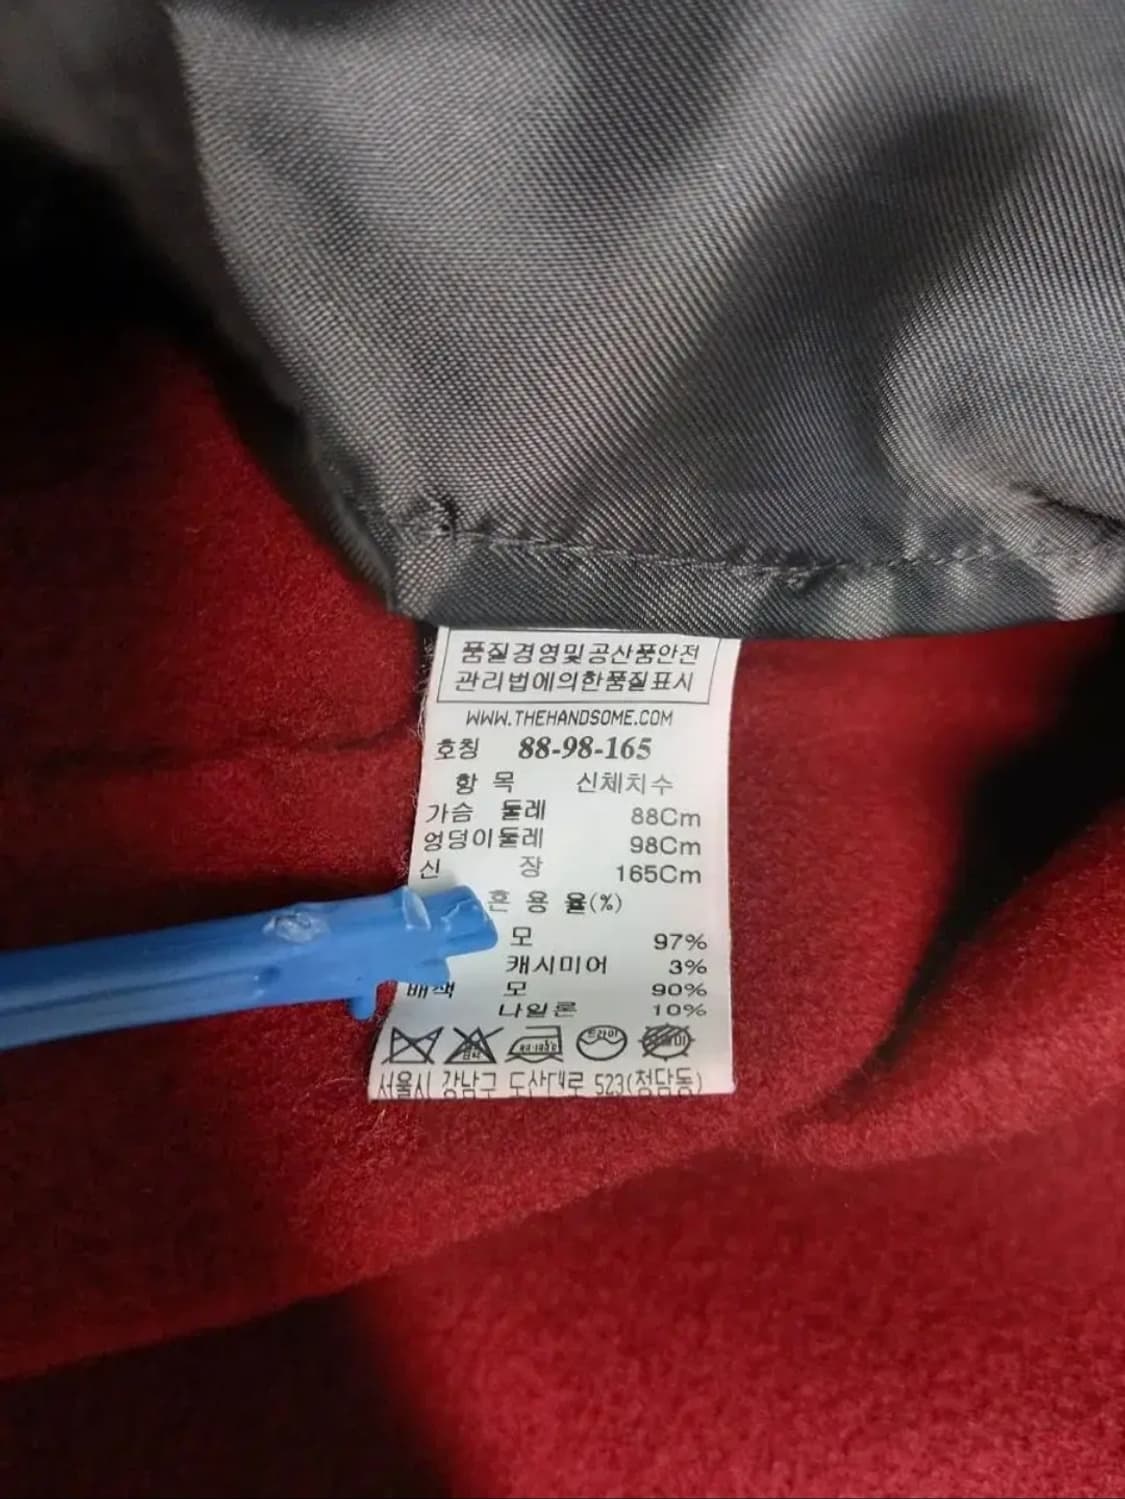 품질경영및공산품안전
관리법에의한품질표시
WWW.THEHANDSOME.COM
호칭 88-98-165
항 목 신체치수
가슴 둘레 88Cm
엉덩이둘레 98Cm
신 장 165Cm
혼 용 율(%)
모 97%
캐시미어 3%
배색 모 90%
나일론 10%
드라이
서울시 강남구 도산대로 523(청담동)